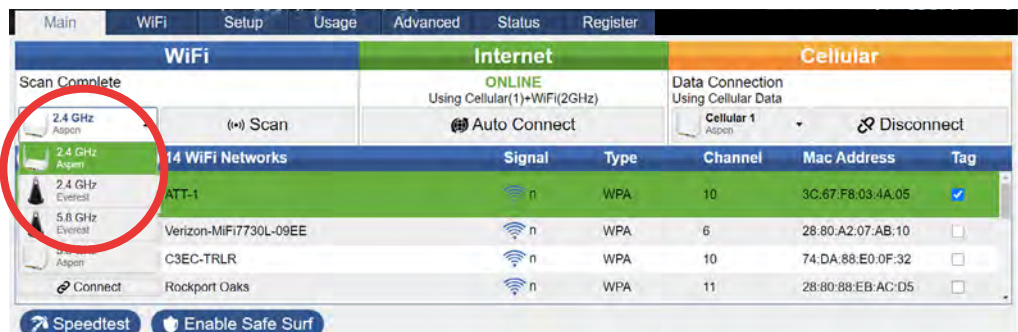 Main WiFi Setup Usage Advanced Status Register
WiFi Internet Cellular
Scan Complete ONLINE Data Connection
Using Cellular(1)+WiFi(2GHz) Using Cellular Data
2.4 GHz Scan Auto Connect Cellular 1 Disconnect
Aspen Aspen
2.4 GHz 14 WiFi Networks Signal Type Channel Mac Address Tag
Aspen
2.4 GHz ATT-1 n WPA 10 3C:67:F8:03:4A:05
Everest
5.8 GHz Verizon-MiFi7730L-09EE n WPA 6 28:80:A2:07:AB:10
Everest
Aspen C3EC-TRLR n WPA 10 74:DA:88:E0:0F:32
Connect Rockport Oaks n WPA 11 28:80:88:EB:AC:D5
Speedtest Enable Safe Surf